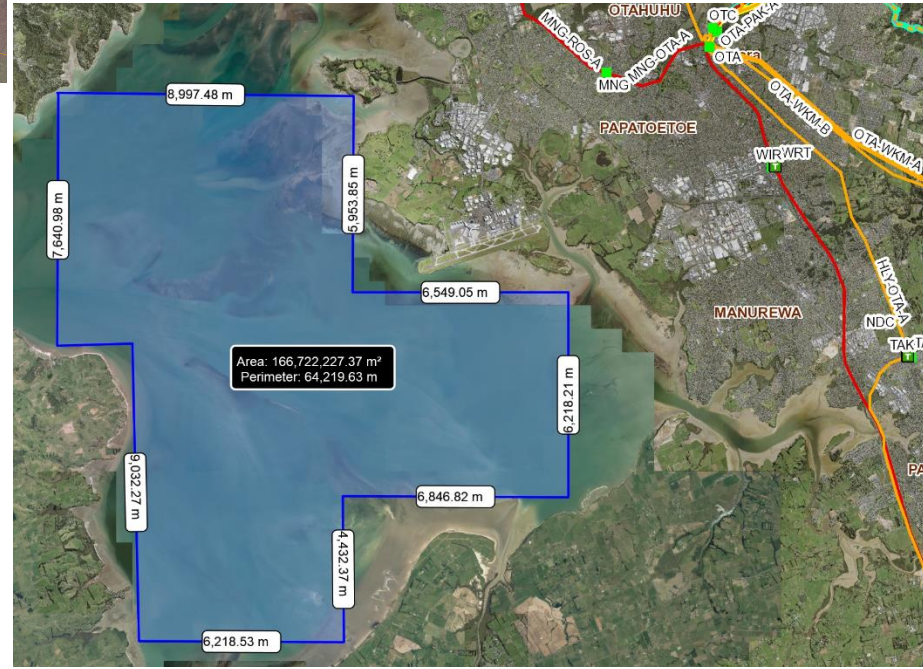 OTAHUHU
OTC
OTA-PAK-A
MNG-ROS-A
MNG-OTA-A
OTA
MNG
8,997.48 m
OTA-WKM-B
OTA-WKM-A
PAPATOETOE
WIR
WRT
T
5,953.85 m
7,640.98 m
6,549.05 m
HLY-OTA-A
MANUREWA
NDC
TAK
T
Area: 166,722,227.37 m²
Perimeter: 64,219.63 m
6,218.21 m
9,032.27 m
6,846.82 m
4,432.37 m
6,218.53 m